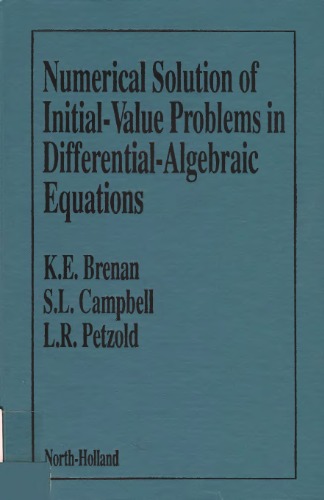 Numerical Solution of
Initial-Value Problems in
Differential-Algebraic
Equations
K.E. Brenan
S.L. Campbell
L.R. Petzold
North-Holland